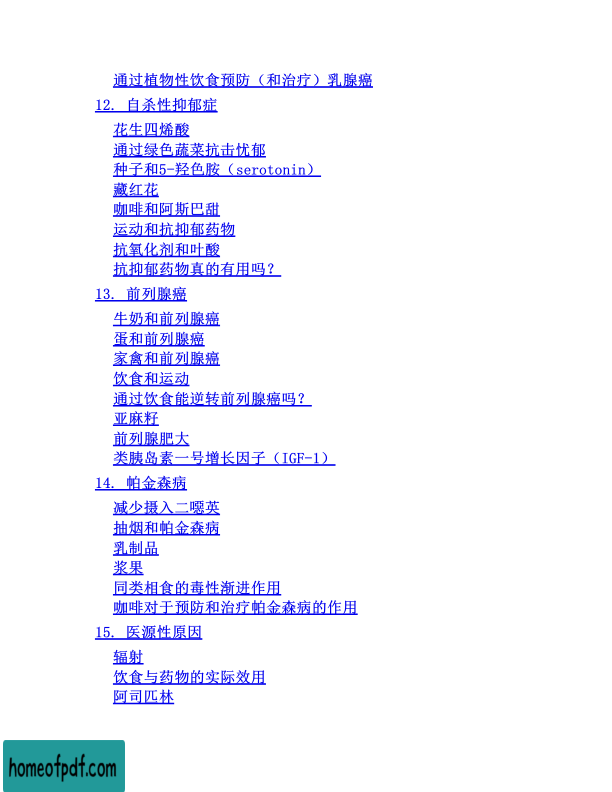 通过植物性饮食预防（和治疗）乳腺癌
12. 自杀性抑郁症
花生四烯酸
通过绿色蔬菜抗击忧郁
种子和5-羟色胺（serotonin）
藏红花
咖啡和阿斯巴甜
运动和抗抑郁药物
抗氧化剂和叶酸
抗抑郁药物真的有用吗？
13. 前列腺癌
牛奶和前列腺癌
蛋和前列腺癌
家禽和前列腺癌
饮食和运动
通过饮食能逆转前列腺癌吗？
亚麻籽
前列腺肥大
类胰岛素一号增长因子（IGF-1）
14. 帕金森病
减少摄入二噁英
抽烟和帕金森病
乳制品
浆果
同类相食的毒性渐进作用
咖啡对于预防和治疗帕金森病的作用
15. 医源性原因
辐射
饮食与药物的实际效用
阿司匹林
homeofpdf.com